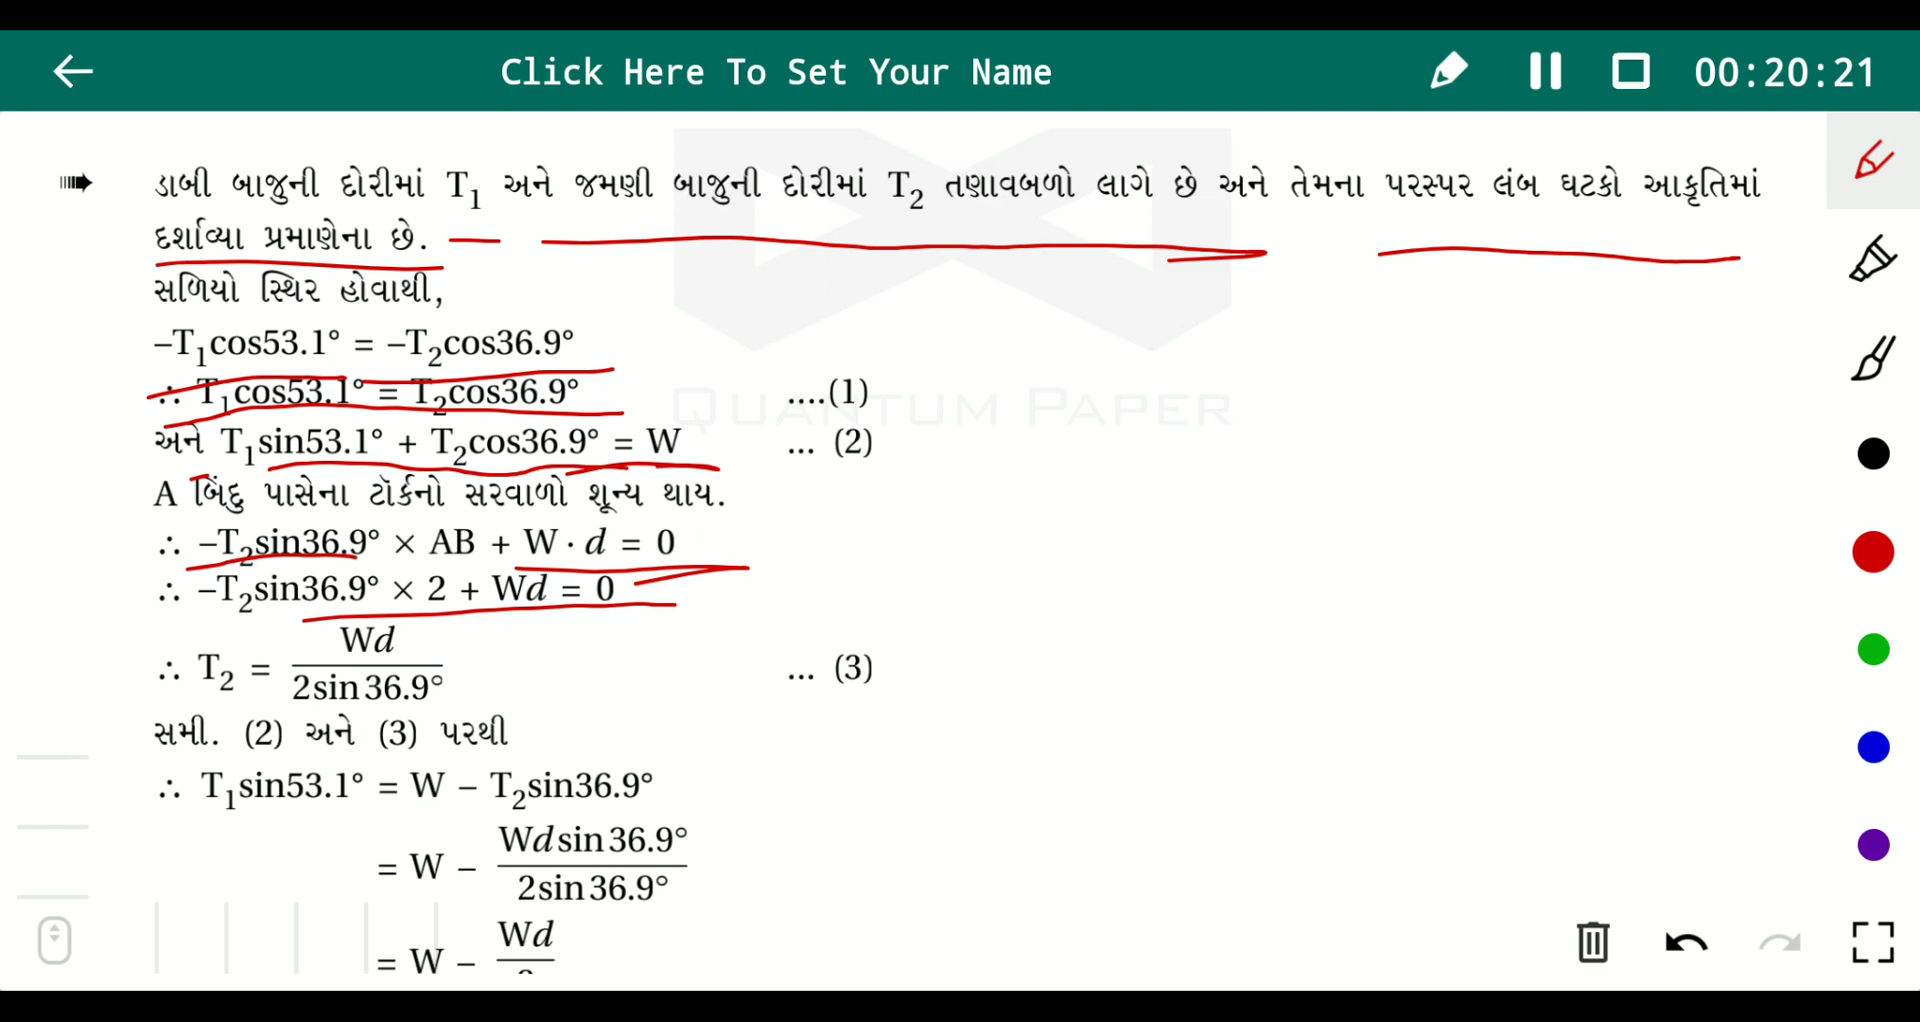 Click Here To Set Your Name
00:20:21
ડાબી બાજુની દોરીમાં T₁ અને જમણી બાજુની દોરીમાં T₂ તણાવબળો લાગે છે અને તેમના પરસ્પર લંબ ઘટકો આકૃતિમાં
દર્શાવ્યા પ્રમાણેના છે.
સળિયો સ્થિર હોવાથી,
–T₁cos53.1° = –T₂cos36.9°
∴ T₁cos53.1° = T₂cos36.9° ....(1)
અને T₁sin53.1° + T₂cos36.9° = W ... (2)
A બિંદુ પાસેના ટૉર્કનો સરવાળો શૂન્ય થાય.
∴ –T₂sin36.9° × AB + W · d = 0
∴ –T₂sin36.9° × 2 + Wd = 0
∴ T₂ = Wd / 2sin36.9° ... (3)
સમી. (2) અને (3) પરથી
∴ T₁sin53.1° = W – T₂sin36.9°
= W – Wdsin36.9° / 2sin36.9°
= W – Wd
QUANTUM PAPER